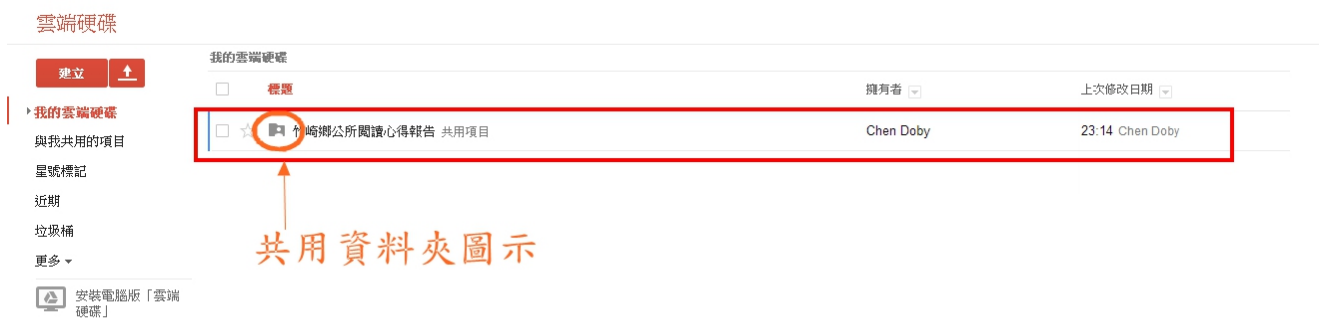 雲端硬碟
建立
我的雲端硬碟
與我共用的項目
星號標記
近期
垃圾桶
更多
安裝電腦版「雲端
硬碟」
我的雲端硬碟
標題 擁有者 上次修改日期
竹崎鄉公所閱讀心得報告 共用項目 Chen Doby 23:14 Chen Doby
共用資料夾圖示